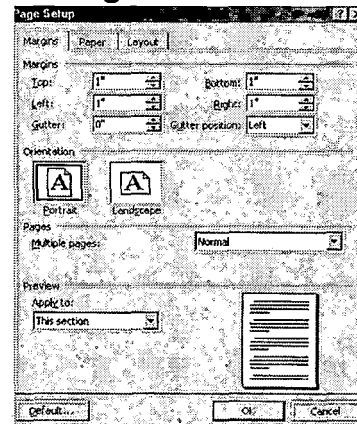 Page Setup
Margins Paper Layout
Margins
Top: 1" Bottom: 1"
Left: 1" Right: 1"
Gutter: 0" Gutter position: Left
Orientation
Portrait Landscape
Pages
Multiple pages: Normal
Preview
Apply to:
This section
Default... OK Cancel